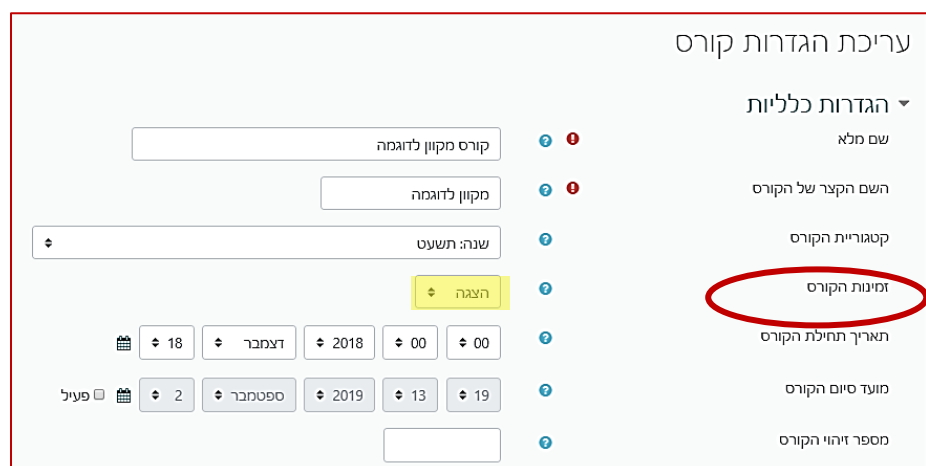 עריכת הגדרות קורס
הגדרות כלליות
שם מלא קורס מקוון לדוגמה
השם הקצר של הקורס מקוון לדוגמה
קטגוריית הקורס שנה: תשעט
זמינות הקורס הצגה
תאריך תחילת הקורס 00 00 2018 דצמבר 18
מועד סיום הקורס 19 13 2019 ספטמבר 2 פעיל
מספר זיהוי הקורס